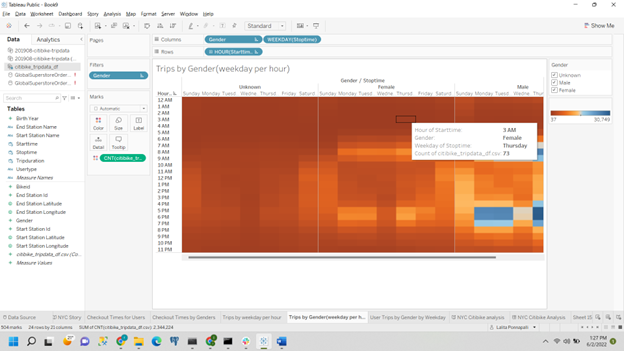 Tableau Public - Book9
File Data Worksheet Dashboard Story Analysis Map Format Server Window Help
Standard
Show Me
Data Analytics
201908-citibike-tripdata
202008-citibike-tripdata
citibike_tripdata_df
GlobalSuperstoreOrder...
GlobalSuperstoreOrder...
Search
Tables
Birth Year
End Station Name
Start Station Name
Starttime
Stoptime
Tripduration
Usertype
Measure Names
Bikeid
End Station Id
End Station Latitude
End Station Longitude
Gender
Start Station Id
Start Station Latitude
Start Station Longitude
citibike_tripdata_df.csv (Co...
Measure Values
Pages
Filters
Gender
Marks
Automatic
Color Size Label
Detail Tooltip
CNT(citibike_tr...
Columns Gender WEEKDAY(Stoptime)
Rows HOUR(Starttim...
Trips by Gender(weekday per hour)
Gender / Stoptime
Unknown Female Male
Hour... Sunday Monday Tuesday Wedne.. Thursd.. Friday Saturd.. Sunday Monday Tuesday Wedne.. Thursd.. Friday Saturd.. Sunday Monday Tuesday Wedne.. Thursd
12 AM
1 AM
2 AM
3 AM
4 AM
5 AM
6 AM
7 AM
8 AM
9 AM
10 AM
11 AM
12 PM
1 PM
2 PM
3 PM
4 PM
5 PM
6 PM
7 PM
8 PM
9 PM
10 PM
11 PM
Hour of Starttime: 3 AM
Gender: Female
Weekday of Stoptime: Thursday
Count of citibike_tripdata_df.csv: 73
Gender
Unknown
Male
Female
37 30,749
Data Source NYC Story Checkout Times for Users Checkout Times by Genders Trips by weekday per hour Trips by Gender(weekday per h... User Trips by Gender by Weekday NYC Citibike analysis NYC CitiBike Analysis Sheet
504 marks 24 rows by 21 columns SUM of CNT(citibike_tripdata_df.csv): 2,344,224
Lalita Ponnapati
1:27 PM
6/2/2022